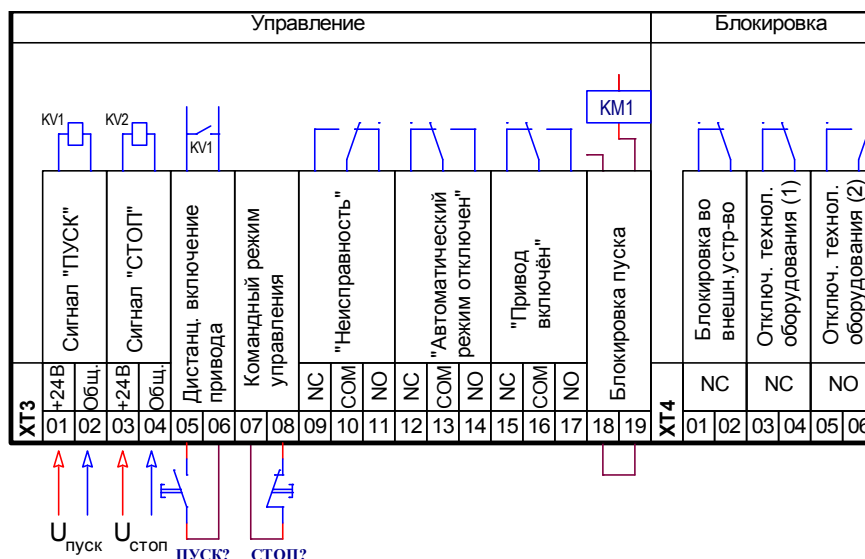 Управление
Блокировка
KV1
KV2
KV1
KM1
Сигнал "ПУСК"
Сигнал "СТОП"
Дистанц. включение
привода
Командный режим
управления
"Неисправность"
"Автоматический
режим отключен"
"Привод
включён"
Блокировка пуска
Блокировка во
внешн.устр-во
Отключ. технол.
оборудования (1)
Отключ. технол.
оборудования (2)
XT3
+24В
Общ.
+24В
Общ.
NC
COM
NO
NC
COM
NO
NC
COM
NO
XT4
NC
NC
NO
01 02 03 04 05 06 07 08 09 10 11 12 13 14 15 16 17 18 19
01 02 03 04 05 06
U пуск
U стоп
ПУСК?
СТОП?